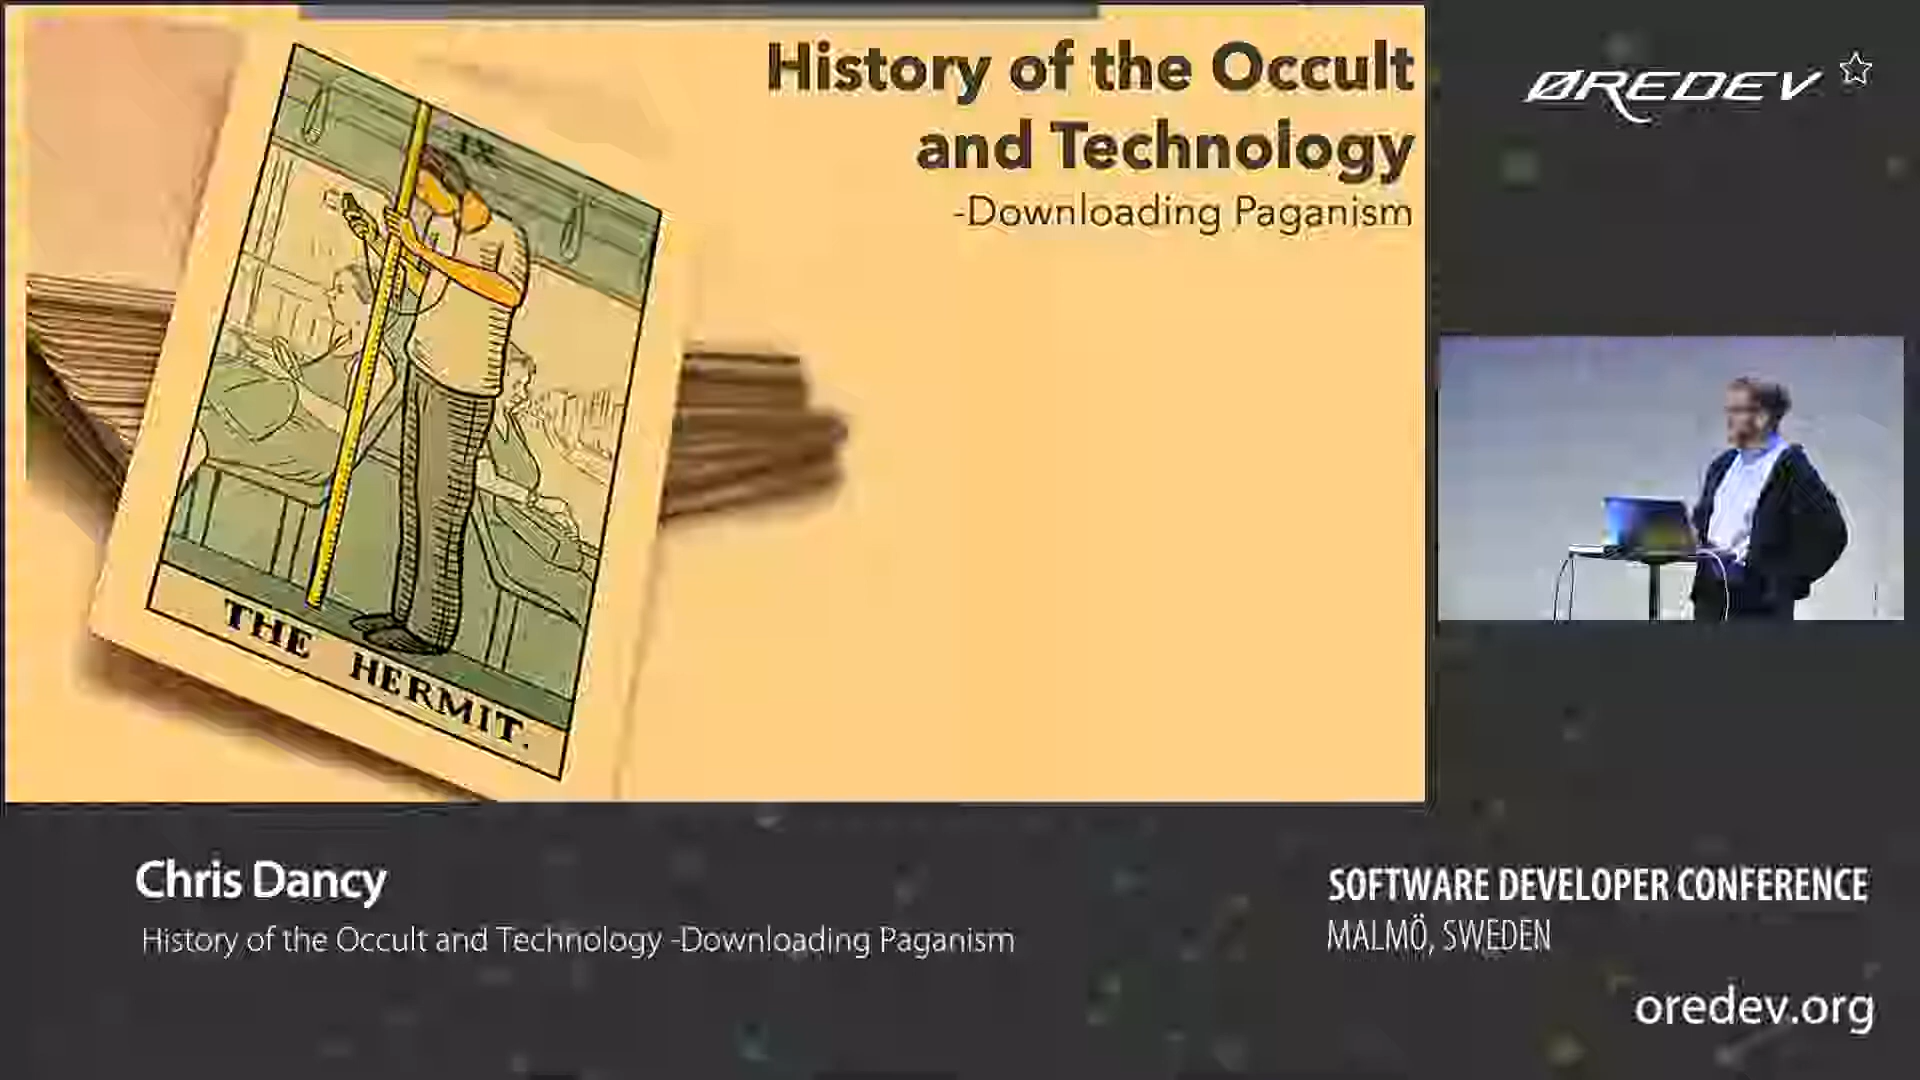 History of the Occult
and Technology
-Downloading Paganism
IX
THE HERMIT.
ØREDEV
Chris Dancy
History of the Occult and Technology -Downloading Paganism
SOFTWARE DEVELOPER CONFERENCE
MALMÖ, SWEDEN
oredev.org